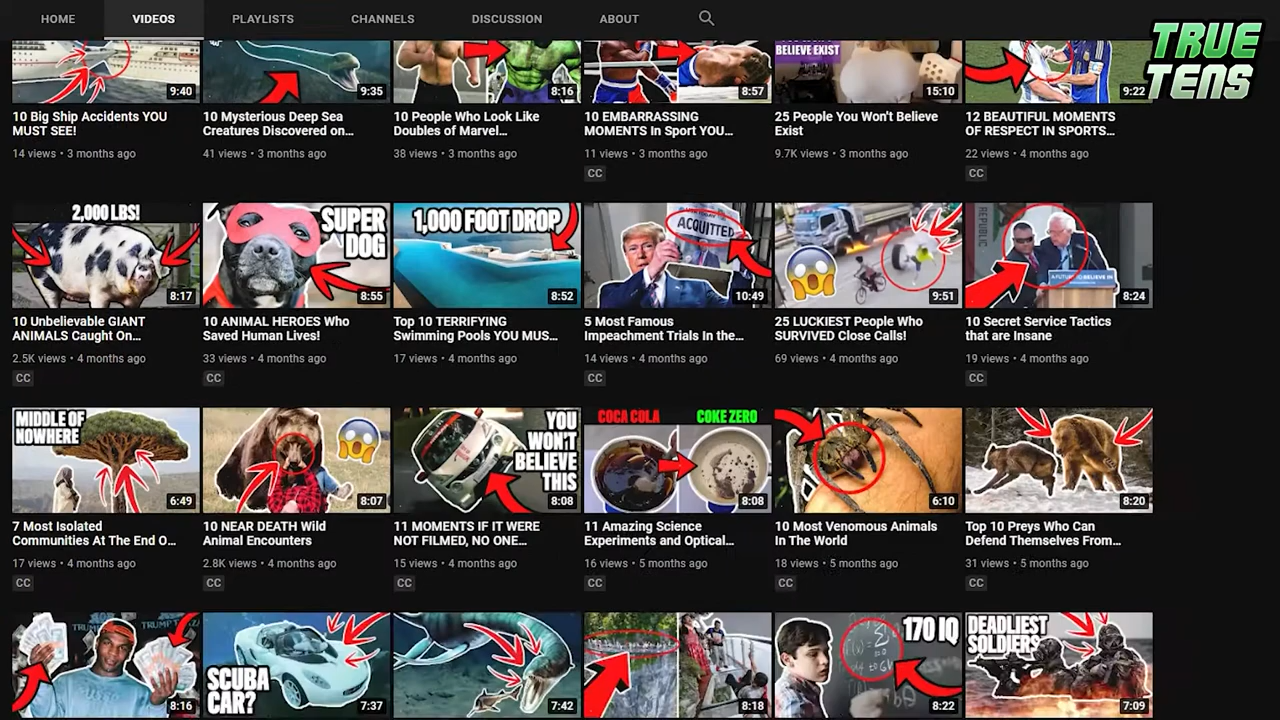 HOME VIDEOS PLAYLISTS CHANNELS DISCUSSION ABOUT
TRUE
TENS
BELIEVE EXIST
9:40 9:35 8:16 8:57 15:10 9:22
10 Big Ship Accidents YOU
MUST SEE!
14 views • 3 months ago
10 Mysterious Deep Sea
Creatures Discovered on...
41 views • 3 months ago
10 People Who Look Like
Doubles of Marvel...
38 views • 3 months ago
10 EMBARRASSING
MOMENTS In Sport YOU...
11 views • 3 months ago
CC
25 People You Won't Believe
Exist
9.7K views • 3 months ago
12 BEAUTIFUL MOMENTS
OF RESPECT IN SPORTS...
22 views • 4 months ago
CC
2,000 LBS!
8:17
10 Unbelievable GIANT
ANIMALS Caught On...
2.5K views • 4 months ago
CC
SUPER
DOG
8:55
10 ANIMAL HEROES Who
Saved Human Lives!
33 views • 4 months ago
CC
1,000 FOOT DROP
8:52
Top 10 TERRIFYING
Swimming Pools YOU MUS...
17 views • 4 months ago
ACQUITTED
10:49
5 Most Famous
Impeachment Trials In the...
14 views • 4 months ago
CC
9:51
25 LUCKIEST People Who
SURVIVED Close Calls!
69 views • 4 months ago
REPUBLIC
A FUTURE TO BELIEVE IN
8:24
10 Secret Service Tactics
that are Insane
19 views • 4 months ago
CC
MIDDLE OF
NOWHERE
6:49
7 Most Isolated
Communities At The End O...
17 views • 4 months ago
CC
8:07
10 NEAR DEATH Wild
Animal Encounters
2.8K views • 4 months ago
CC
YOU
WON'T
BELIEVE
THIS
8:08
11 MOMENTS IF IT WERE
NOT FILMED, NO ONE...
15 views • 4 months ago
CC
COCA COLA COKE ZERO
8:08
11 Amazing Science
Experiments and Optical...
16 views • 5 months ago
CC
6:10
10 Most Venomous Animals
In The World
18 views • 5 months ago
CC
8:20
Top 10 Preys Who Can
Defend Themselves From...
31 views • 5 months ago
CC
8:16
SCUBA
CAR?
7:37
7:42
8:18
170 IQ
8:22
DEADLIEST
SOLDIERS
7:09